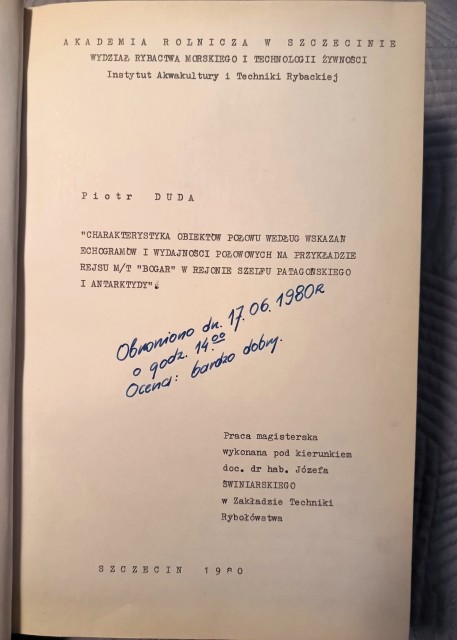 AKADEMIA ROLNICZA W SZCZECINIE
WYDZIAŁ RYBACTWA MORSKIEGO I TECHNOLOGII ŻYWNOŚCI
Instytut Akwakultury i Techniki Rybackiej
Piotr DUDA
"CHARAKTERYSTYKA OBIEKTÓW POŁOWU WEDŁUG WSKAZAŃ
ECHOGRAMÓW I WYDAJNOŚCI POŁOWOWYCH NA PRZYKŁADZIE
REJSU M/T "BOGAR" W REJONIE SZELFU PATAGOŃSKIEGO
I ANTARKTYDY".
Obroniono dn. 17.06.1980R
o godz. 14.00
Ocena: bardzo dobry.
Praca magisterska
wykonana pod kierunkiem
doc. dr hab. Józefa
ŚWINIARSKIEGO
w Zakładzie Techniki
Rybołówstwa
SZCZECIN 1980